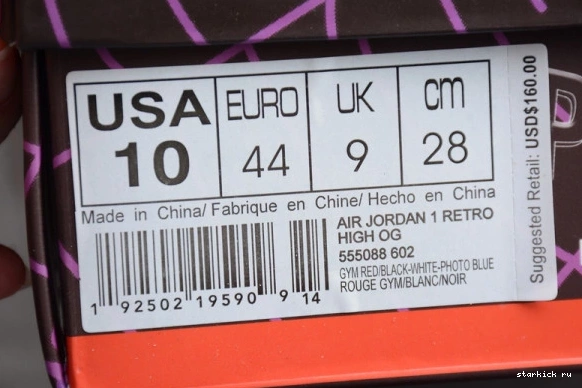 USA EURO UK cm
10 44 9 28
Made in China/ Fabrique en Chine/ Hecho en China
AIR JORDAN 1 RETRO
HIGH OG
555088 602
GYM RED/BLACK-WHITE-PHOTO BLUE
ROUGE GYM/BLANC/NOIR
1 92502 19590 9 14
Suggested Retail: USD$160.00
starkick ru